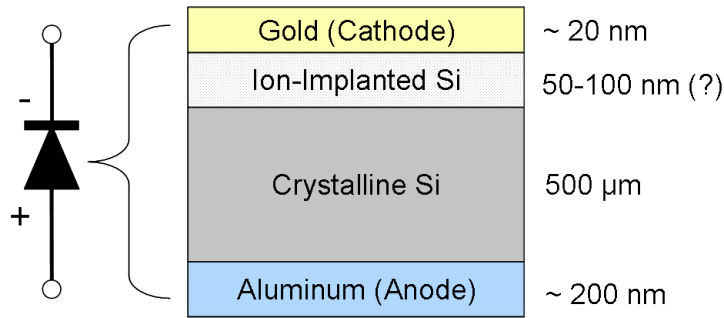 Gold (Cathode) ~ 20 nm
Ion-Implanted Si 50-100 nm (?)
-
Crystalline Si 500 µm
+
Aluminum (Anode) ~ 200 nm